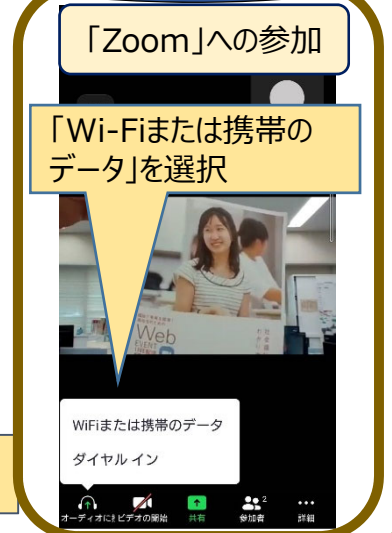 「Zoom」への参加
「Wi-Fiまたは携帯の
データ」を選択
Web
EVENT
WiFiまたは携帯のデータ
ダイヤル イン
2
オーディオに ビデオの開始 共有 参加者 詳細